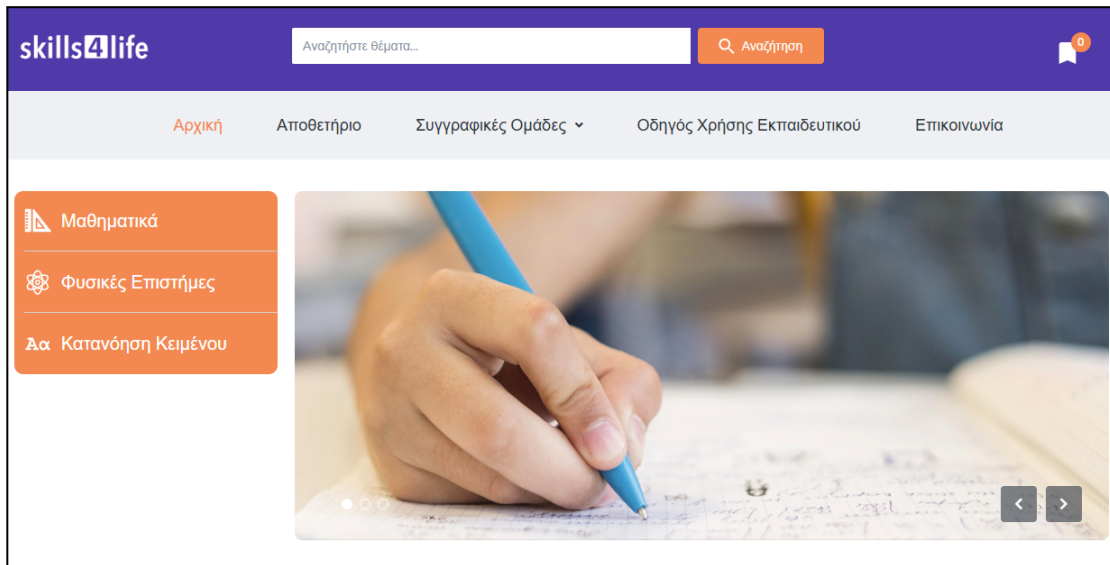 skills4life
Αναζητήστε θέματα...
Αναζήτηση
0
Αρχική
Αποθετήριο
Συγγραφικές Ομάδες
Οδηγός Χρήσης Εκπαιδευτικού
Επικοινωνία
Μαθηματικά
Φυσικές Επιστήμες
Αα Κατανόηση Κειμένου